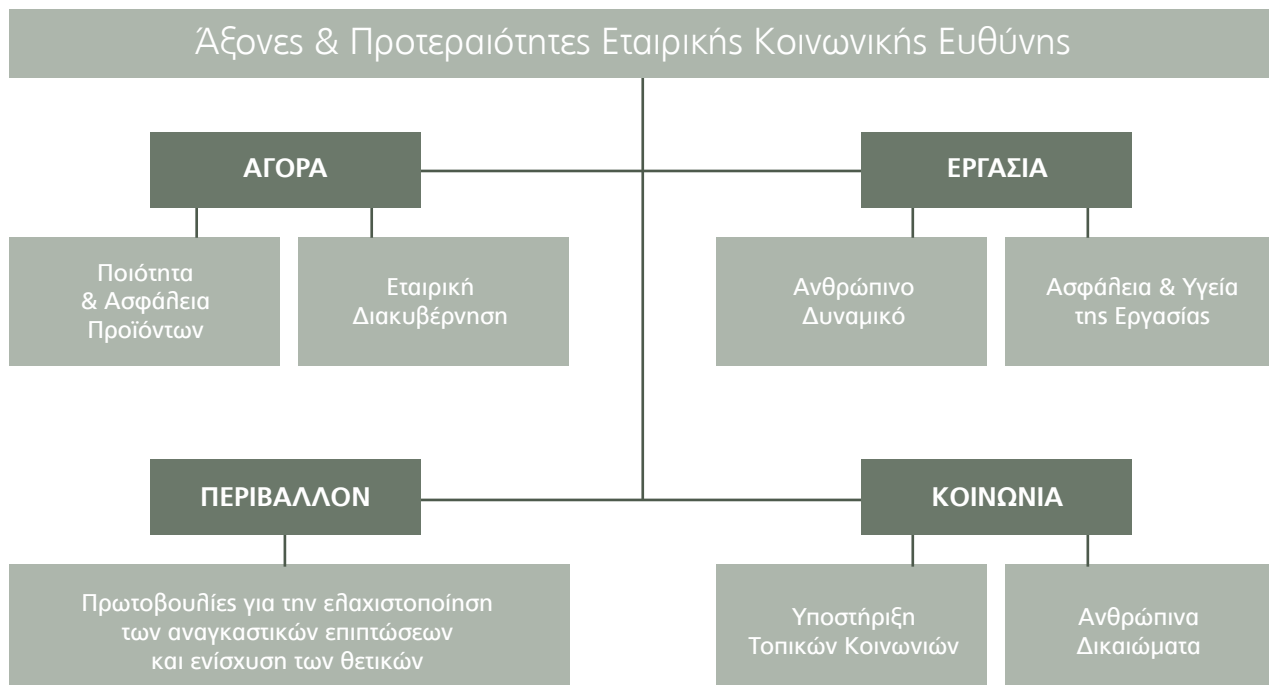 Άξονες & Προτεραιότητες Εταιρικής Κοινωνικής Ευθύνης
ΑΓΟΡΑ
Ποιότητα
& Ασφάλεια
Προϊόντων
Εταιρική
Διακυβέρνηση
ΕΡΓΑΣΙΑ
Ανθρώπινο
Δυναμικό
Ασφάλεια & Υγεία
της Εργασίας
ΠΕΡΙΒΑΛΛΟΝ
Πρωτοβουλίες για την ελαχιστοποίηση
των αναγκαστικών επιπτώσεων
και ενίσχυση των θετικών
ΚΟΙΝΩΝΙΑ
Υποστήριξη
Τοπικών Κοινωνιών
Ανθρώπινα
Δικαιώματα